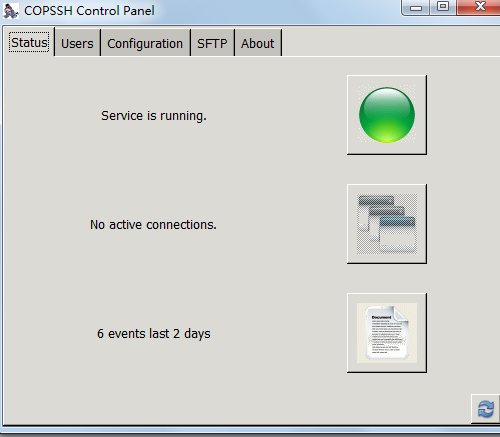 COPSSH Control Panel
Status Users Configuration SFTP About
Service is running.
No active connections.
Document
6 events last 2 days